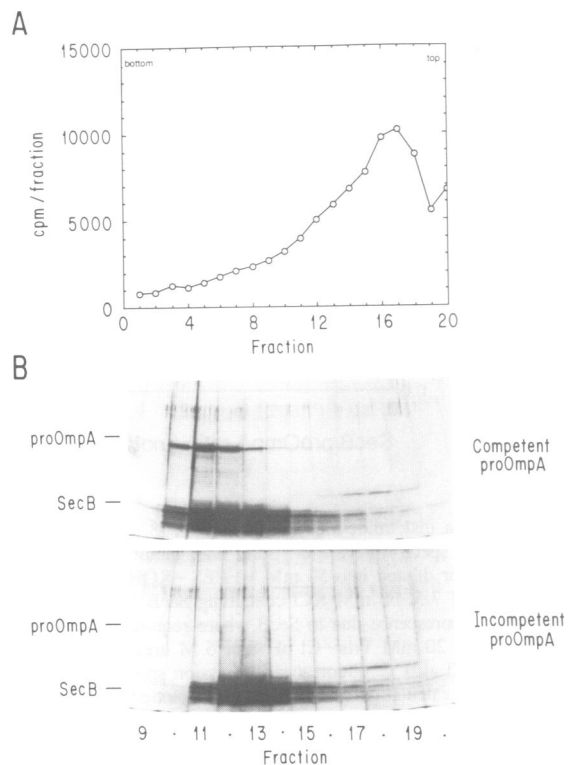 A
15000
10000
5000
0
cpm/fraction
bottom
top
0 4 8 12 16 20
Fraction
B
proOmpA
SecB
Competent
proOmpA
proOmpA
SecB
Incompetent
proOmpA
9 · 11 · 13 · 15 · 17 · 19 ·
Fraction